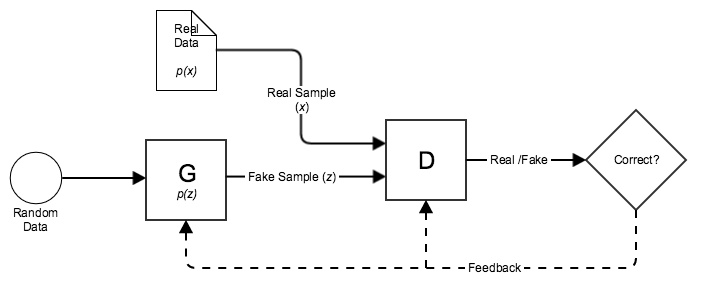 Real
Data
p(x)
Real Sample
(x)
G
p(z)
Fake Sample (z)
D
Real /Fake
Correct?
Random
Data
Feedback